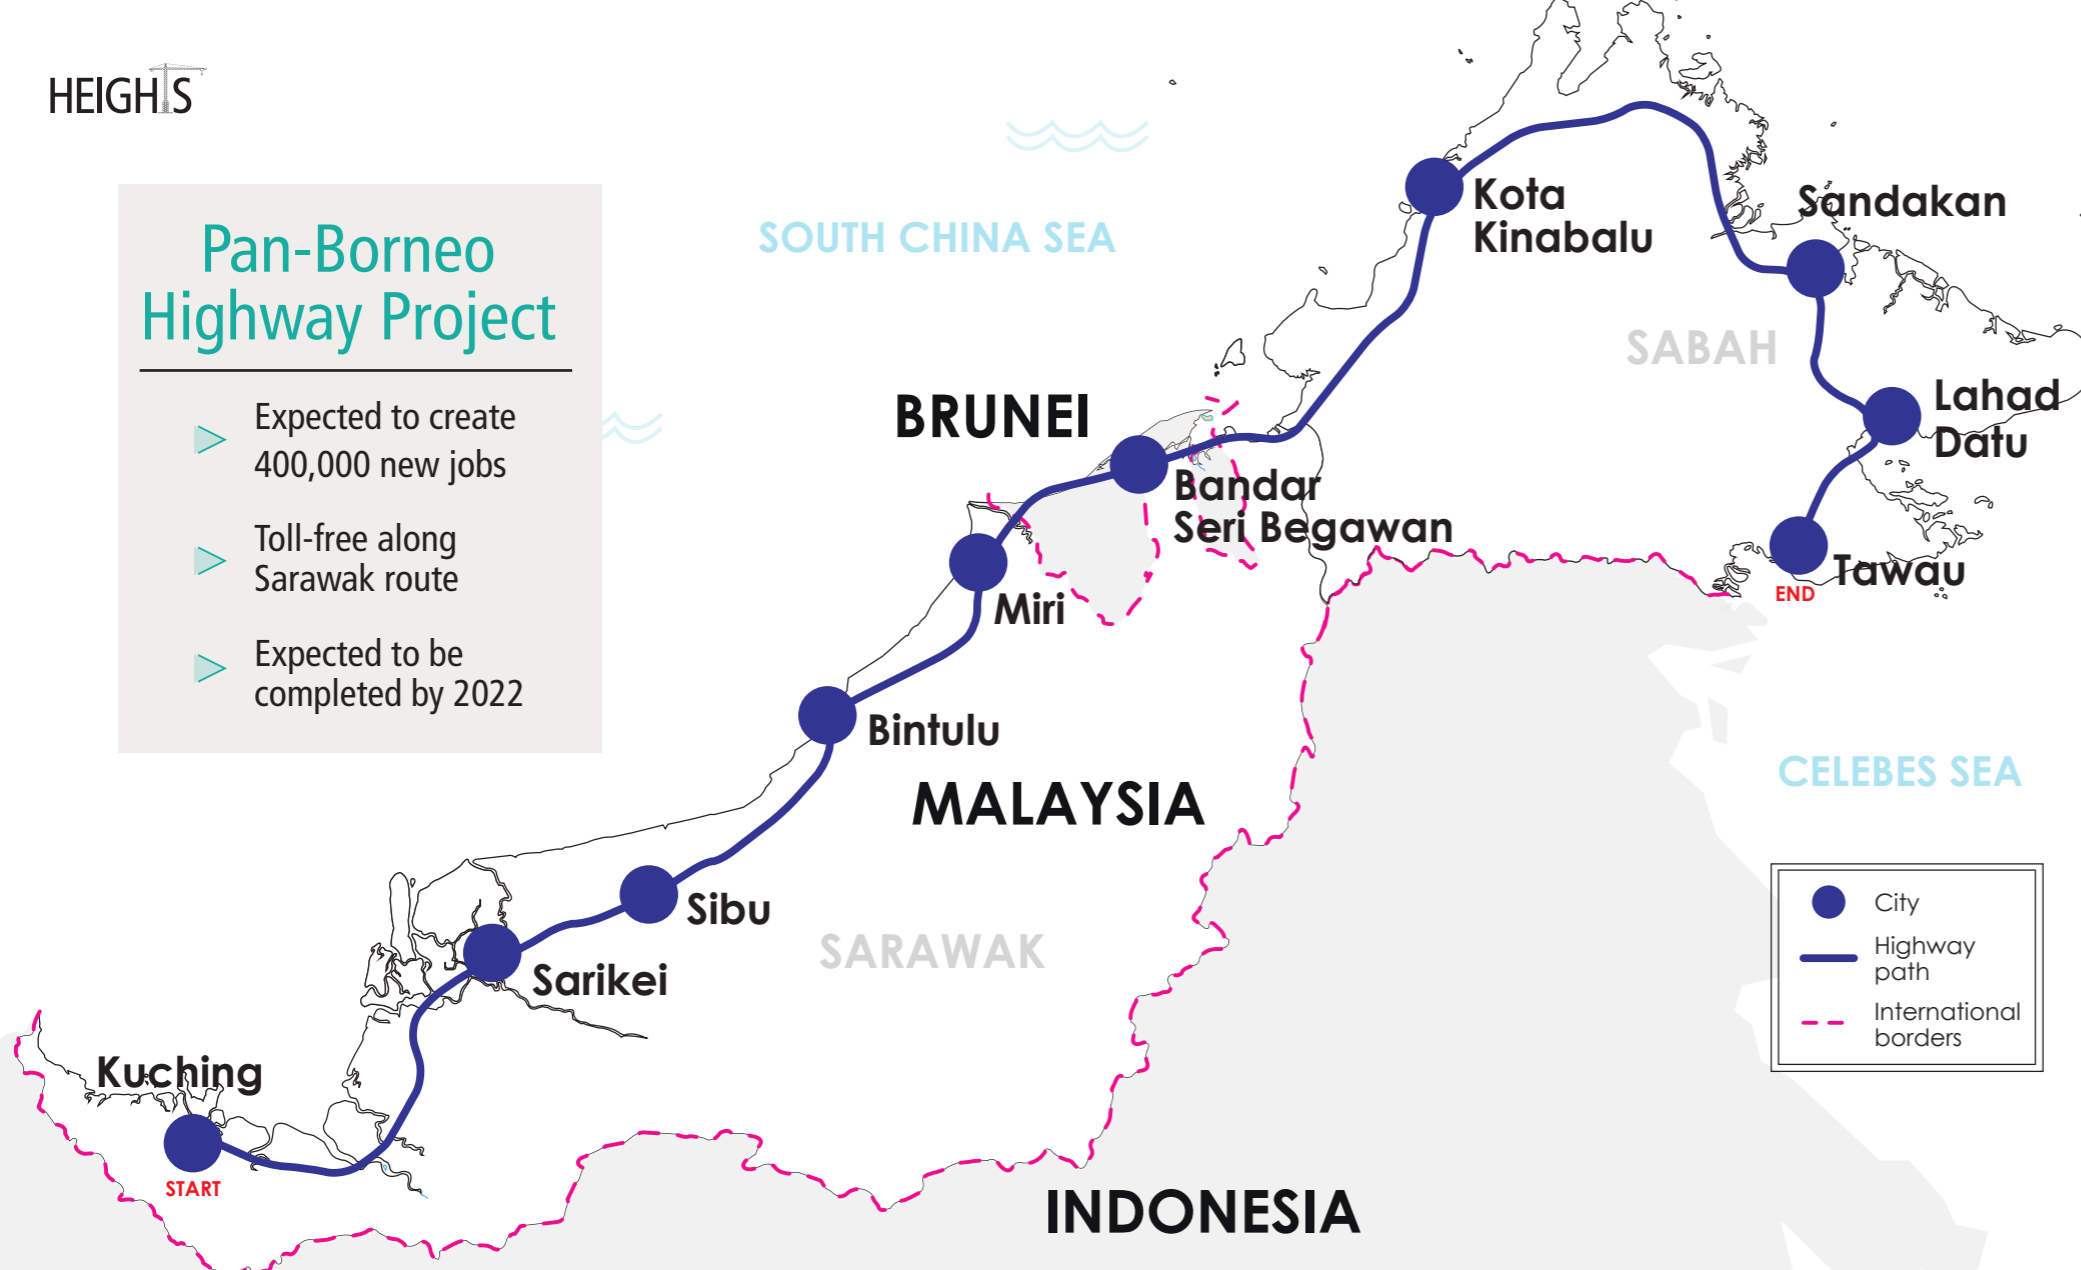 HEIGHTS
Pan-Borneo
Highway Project
Expected to create
400,000 new jobs
Toll-free along
Sarawak route
Expected to be
completed by 2022
SOUTH CHINA SEA
Kota
Kinabalu
Sandakan
SABAH
Lahad
Datu
BRUNEI
Bandar
Seri Begawan
Tawau
END
Miri
Bintulu
MALAYSIA
CELEBES SEA
Sibu
SARAWAK
Sarikei
Kuching
START
INDONESIA
City
Highway
path
International
borders